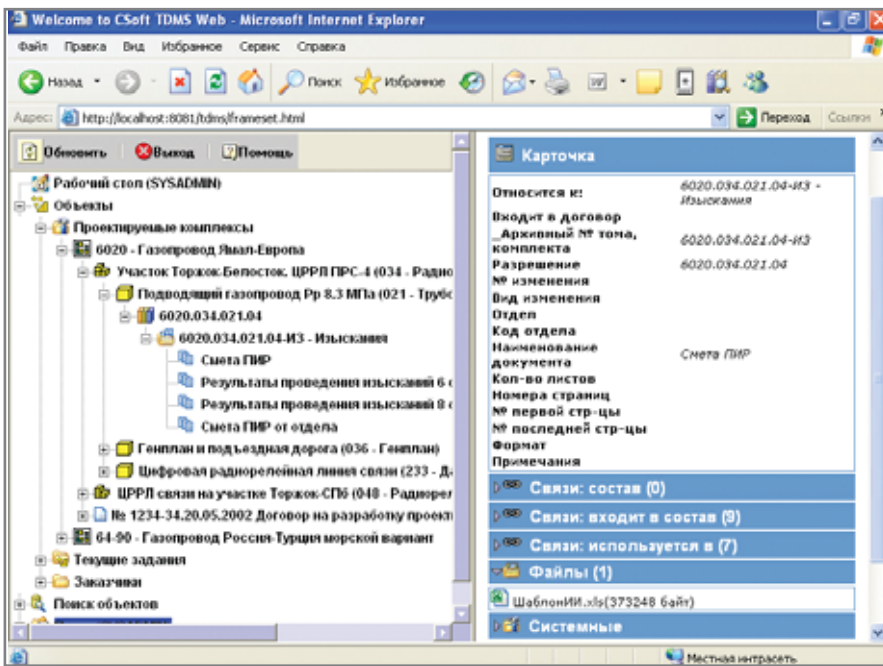 Welcome to CSoft TDMS Web - Microsoft Internet Explorer
Файл Правка Вид Избранное Сервис Справка
Назад Поиск Избранное
Адрес: http://localhost:8081/tdms/frameset.html Переход Ссылки
Обновить Выход Помощь
Рабочий стол (SYSADMIN)
Объекты
Проектируемые комплексы
6020 - Газопровод Ямал-Европа
Участок Торжок-Белосток, ЦРРЛ ПРС-4 (034 - Радио
Подводящий газопровод Pp 8.3 МПа (021 - Трубо
6020.034.021.04
6020.034.021.04-ИЗ - Изыскания
Смета ПИР
Результаты проведения изысканий 6 с
Результаты проведения изысканий 8 с
Смета ПИР от отдела
Генплан и подъездная дорога (036 - Генплан)
Цифровая радиорелейная линия связи (233 - Д
ЦРРЛ связи на участке Торжок-СПб (048 - Радиорел
№ 1234-34.20.05.2002 Договор на разработку проект
64-90 - Газопровод Россия-Турция морской вариант
Текущие задания
Заказчики
Поиск объектов
Карточка
Относится к: 6020.034.021.04-ИЗ - Изыскания
Входит в договор
_Архивный № тома, комплекта 6020.034.021.04-ИЗ
Разрешение 6020.034.021.04
№ изменения
Вид изменения
Отдел
Код отдела
Наименование документа Смета ПИР
Кол-во листов
Номера страниц
№ первой стр-цы
№ последней стр-цы
Формат
Примечания
Связи: состав (0)
Связи: входит в состав (9)
Связи: используется в (7)
Файлы (1)
ШаблонИИ.xls(373248 байт)
Системные
Местная интрасеть